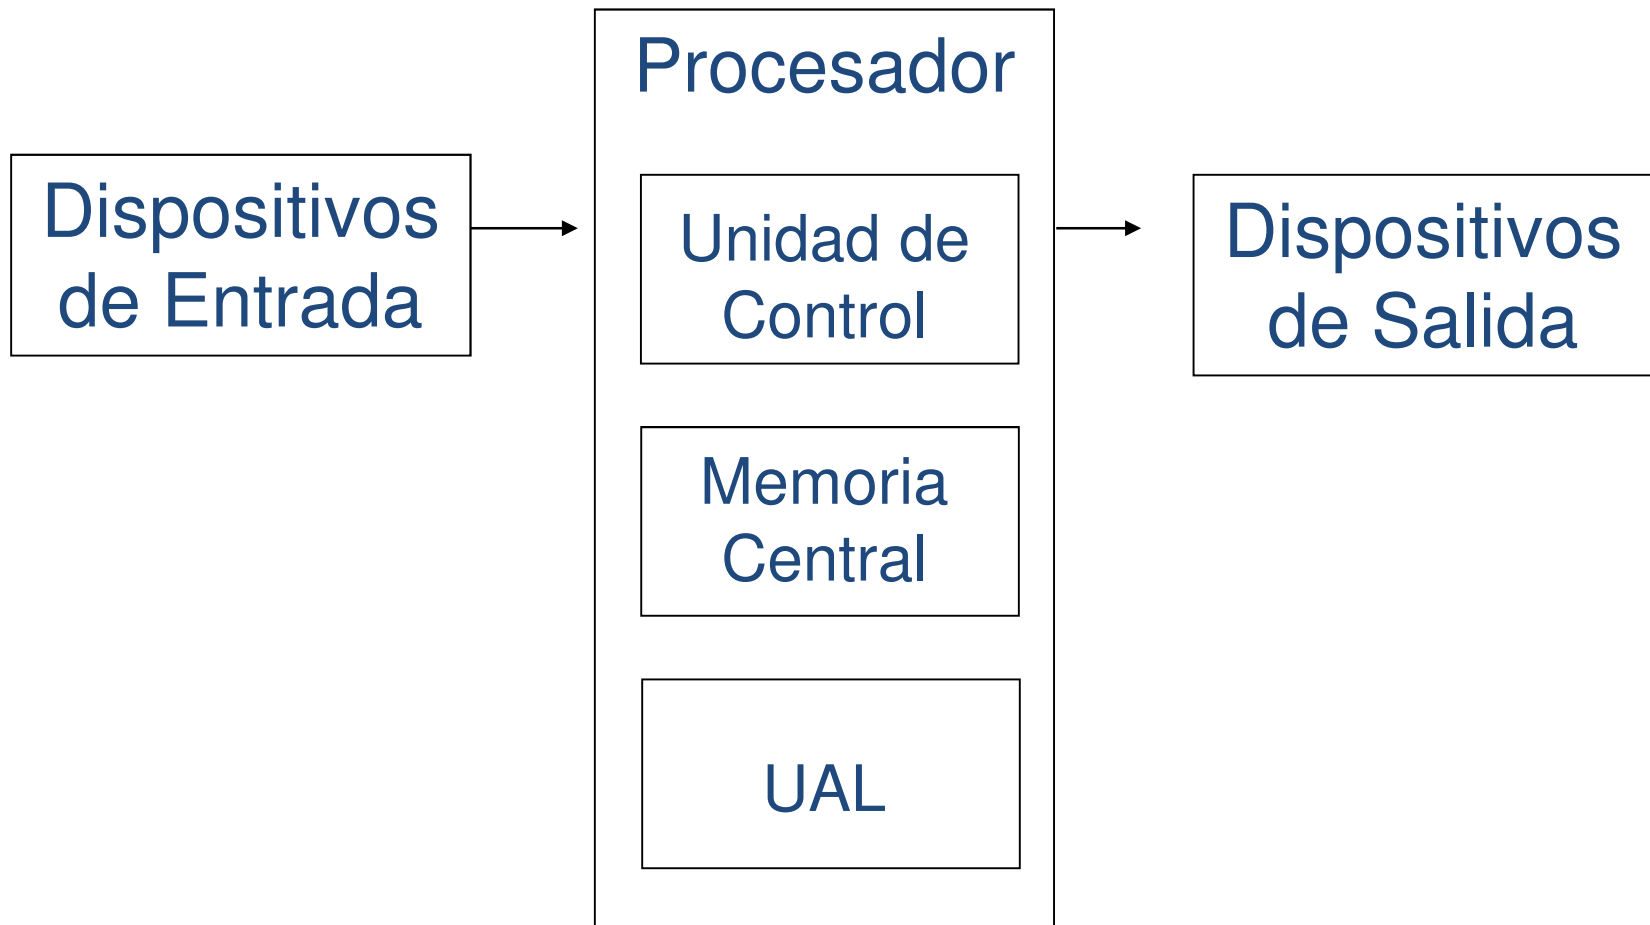 Procesador
Dispositivos
de Entrada
Unidad de
Control
Memoria
Central
UAL
Dispositivos
de Salida